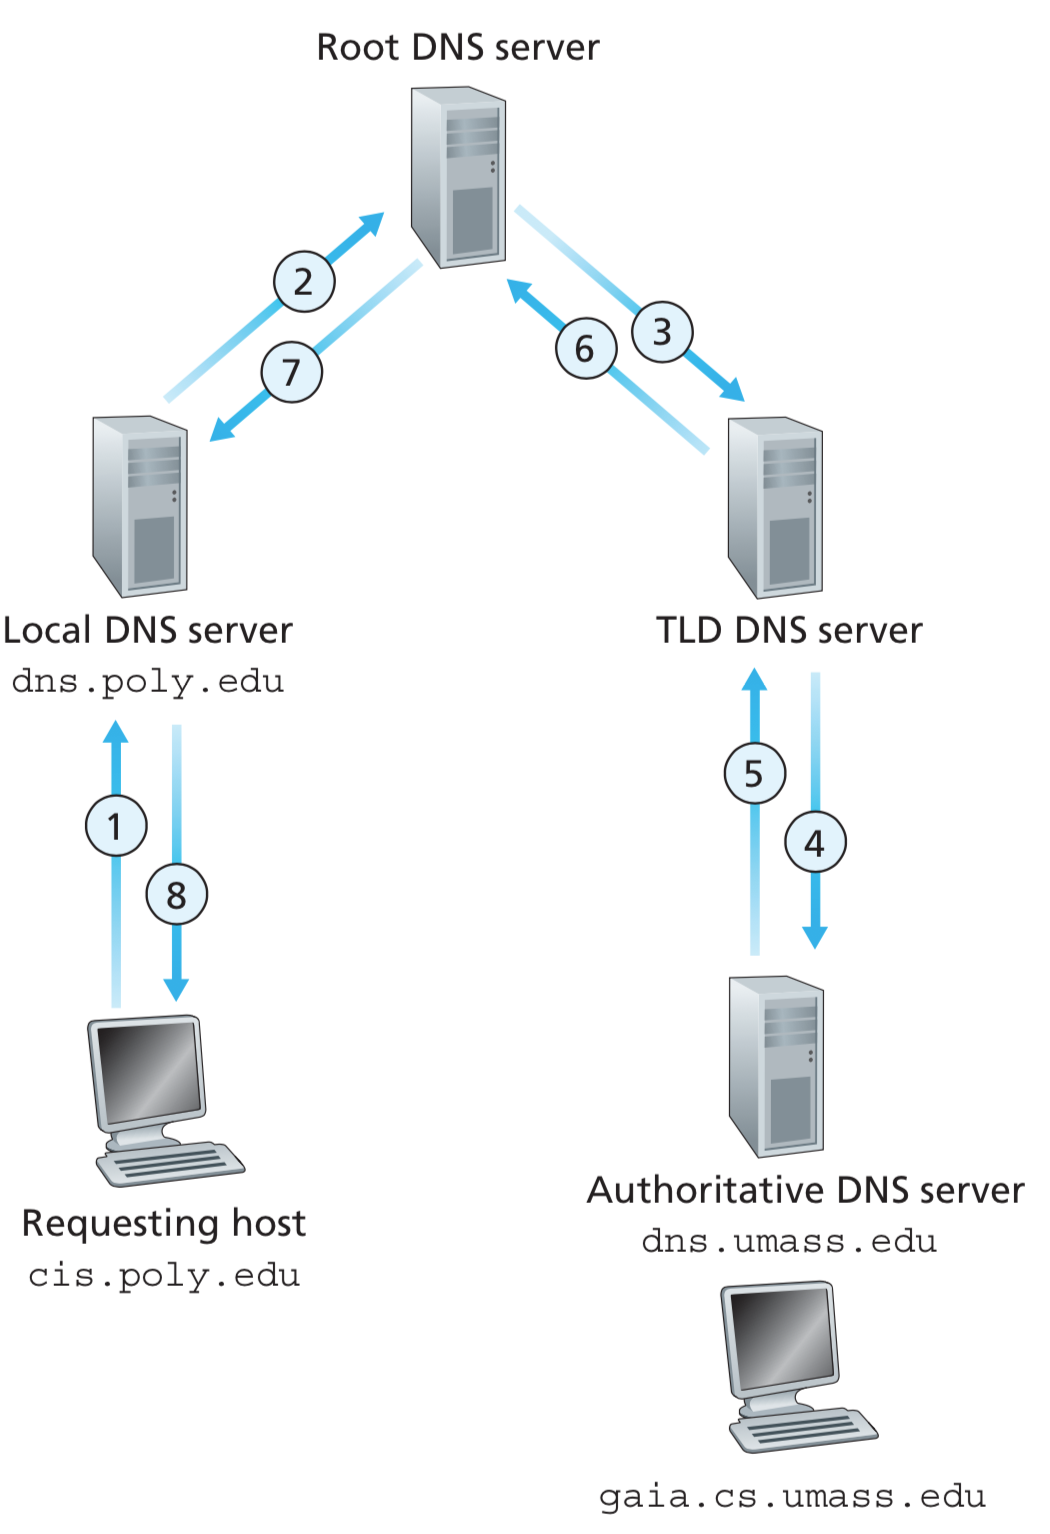 Root DNS server
2
3
6
7
Local DNS server
dns.poly.edu
TLD DNS server
1
8
5
4
Requesting host
cis.poly.edu
Authoritative DNS server
dns.umass.edu
gaia.cs.umass.edu